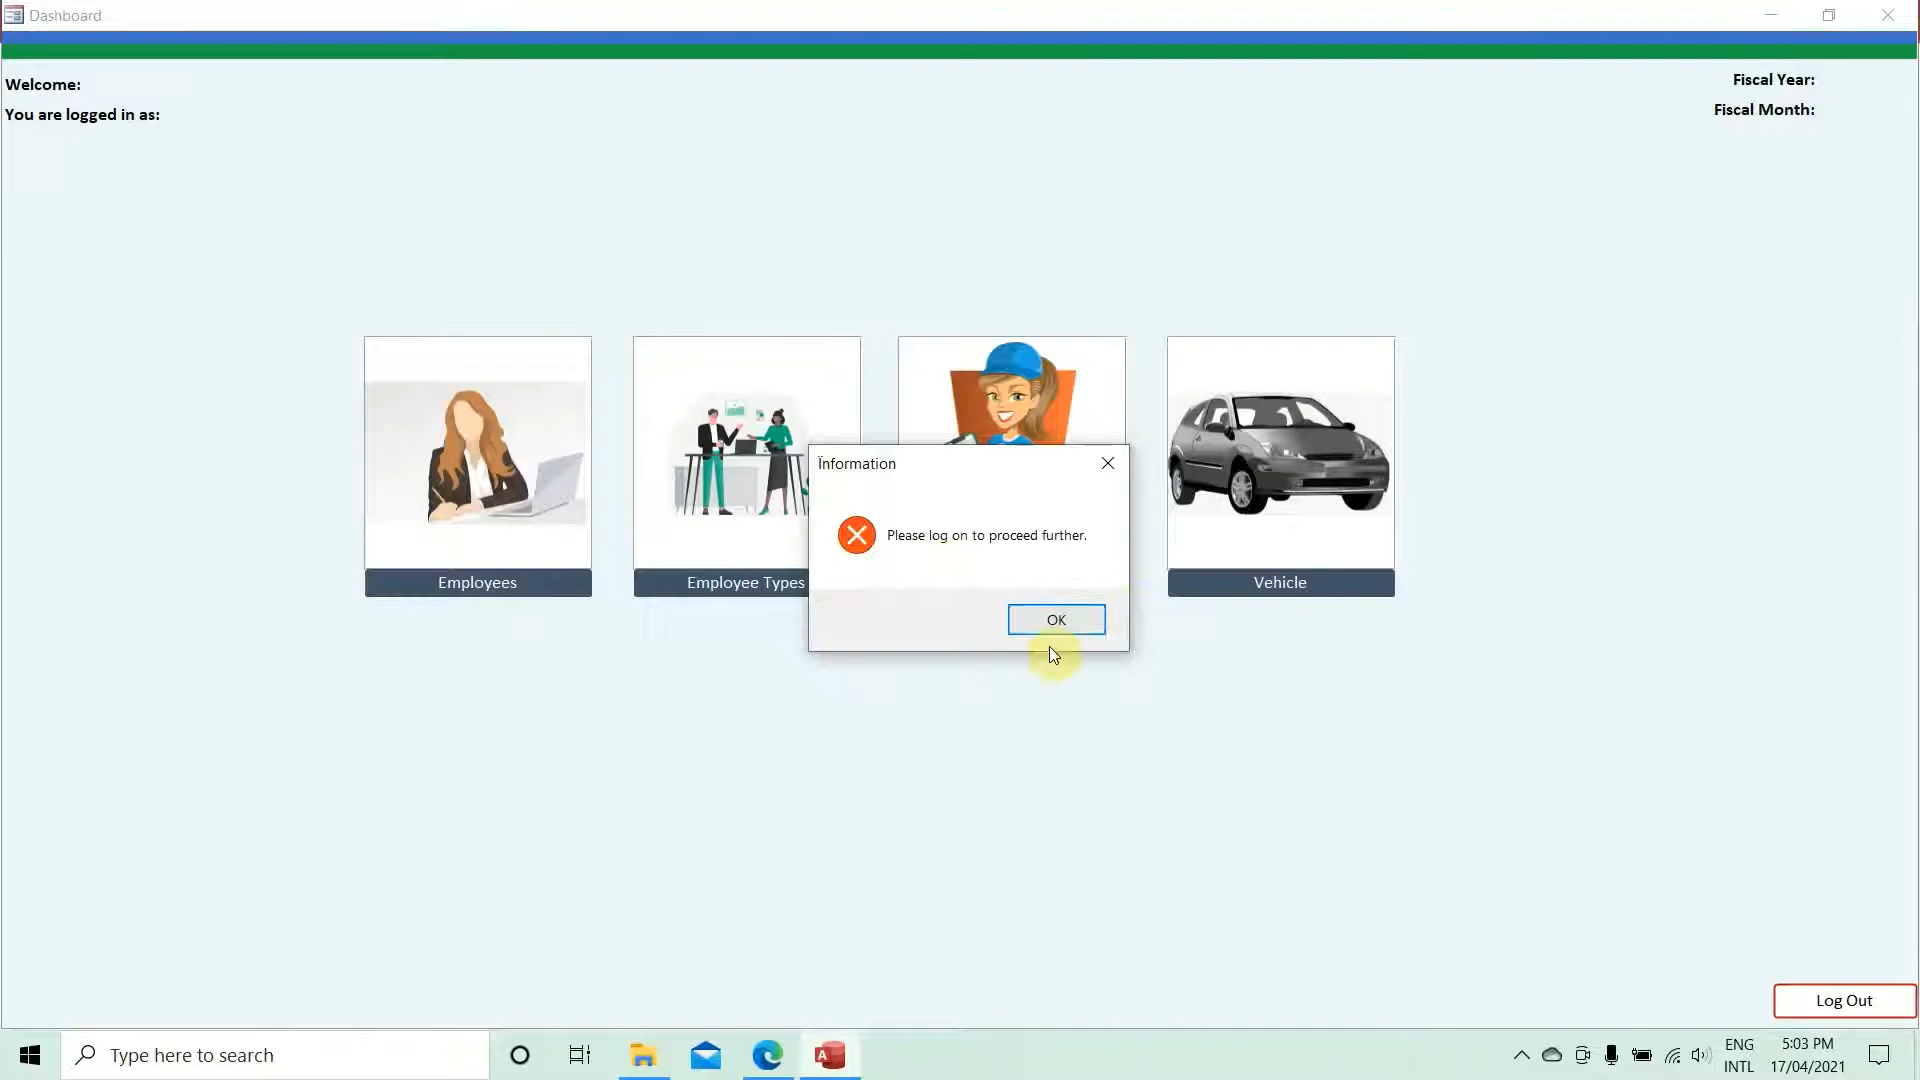 Dashboard
Welcome:
You are logged in as:
Fiscal Year:
Fiscal Month:
Information
Please log on to proceed further.
OK
Employees
Employee Types
Vehicle
Log Out
Type here to search
A
ENG
INTL
5:03 PM
17/04/2021